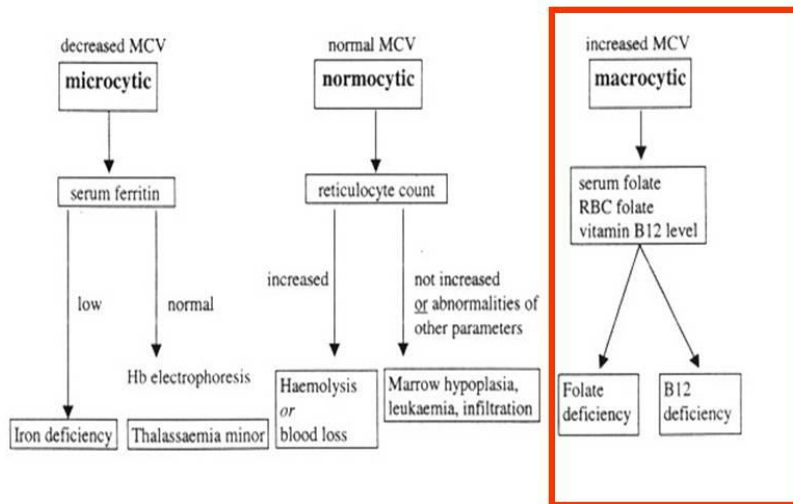 decreased MCV
microcytic
serum ferritin
low
normal
Hb electrophoresis
Iron deficiency
Thalassaemia minor
normal MCV
normocytic
reticulocyte count
increased
not increased
or abnormalities of
other parameters
Haemolysis
or
blood loss
Marrow hypoplasia,
leukaemia, infiltration
increased MCV
macrocytic
serum folate
RBC folate
vitamin B12 level
Folate
deficiency
B12
deficiency